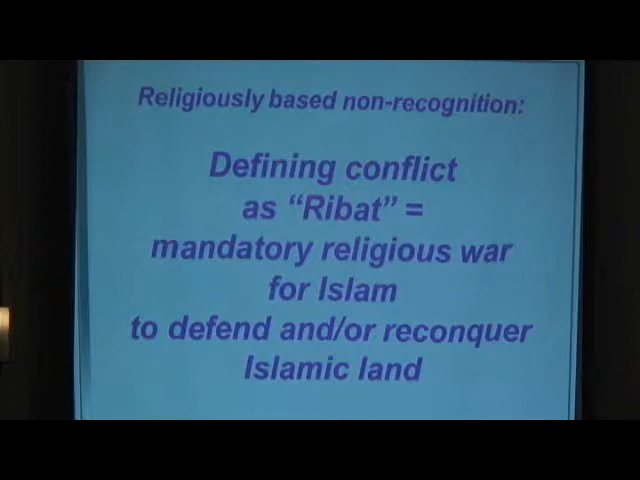 Religiously based non-recognition:
Defining conflict
as “Ribat” =
mandatory religious war
for Islam
to defend and/or reconquer
Islamic land